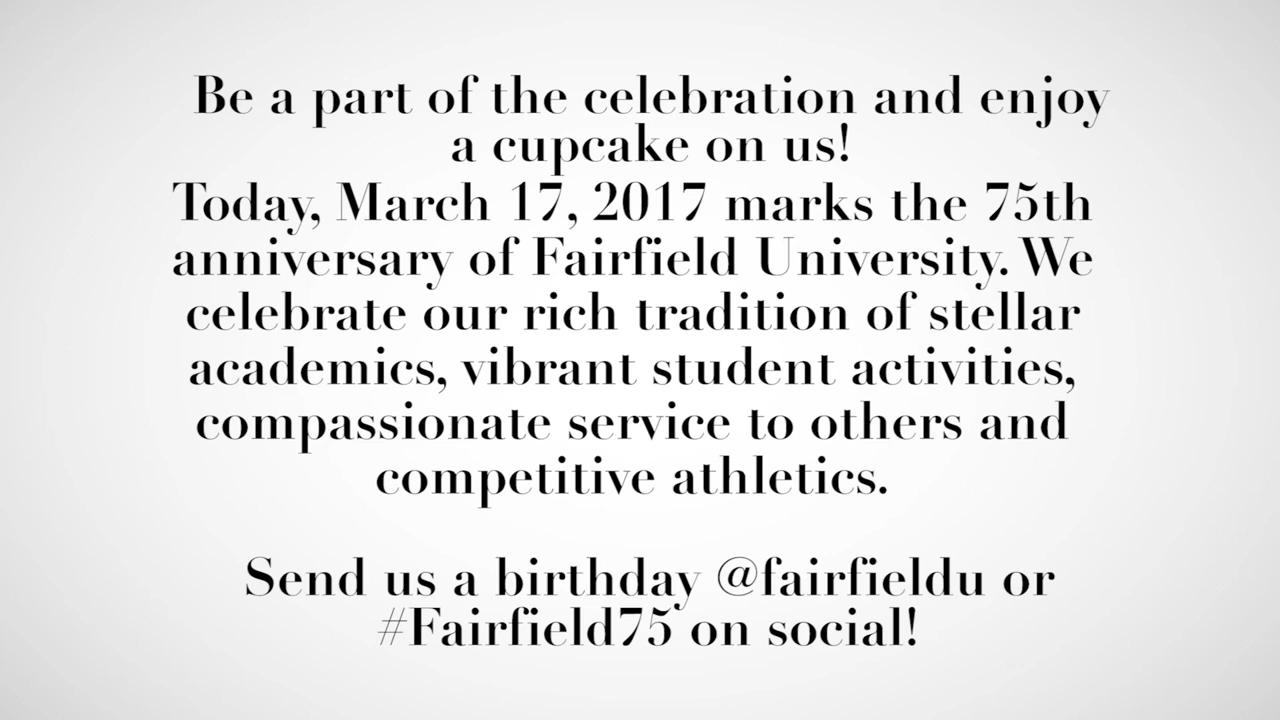 Be a part of the celebration and enjoy
a cupcake on us!
Today, March 17, 2017 marks the 75th
anniversary of Fairfield University. We
celebrate our rich tradition of stellar
academics, vibrant student activities,
compassionate service to others and
competitive athletics.
Send us a birthday @fairfieldu or
#Fairfield75 on social!